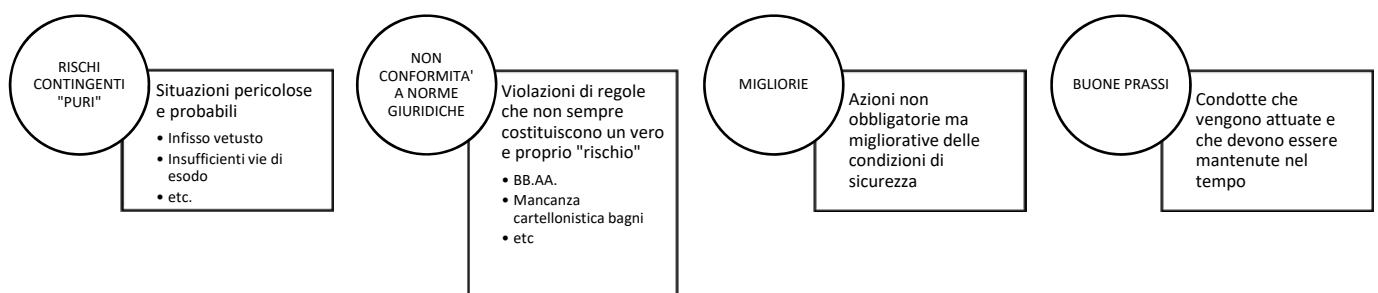 RISCHI
CONTINGENTI
"PURI"
Situazioni pericolose
e probabili
• Infisso vetusto
• Insufficienti vie di
esodo
• etc.
NON
CONFORMITA'
A NORME
GIURIDICHE
Violazioni di regole
che non sempre
costituiscono un vero
e proprio "rischio"
• BB.AA.
• Mancanza
cartellonistica bagni
• etc
MIGLIORIE
Azioni non
obbligatorie ma
migliorative delle
condizioni di
sicurezza
BUONE PRASSI
Condotte che
vengono attuate e
che devono essere
mantenute nel
tempo